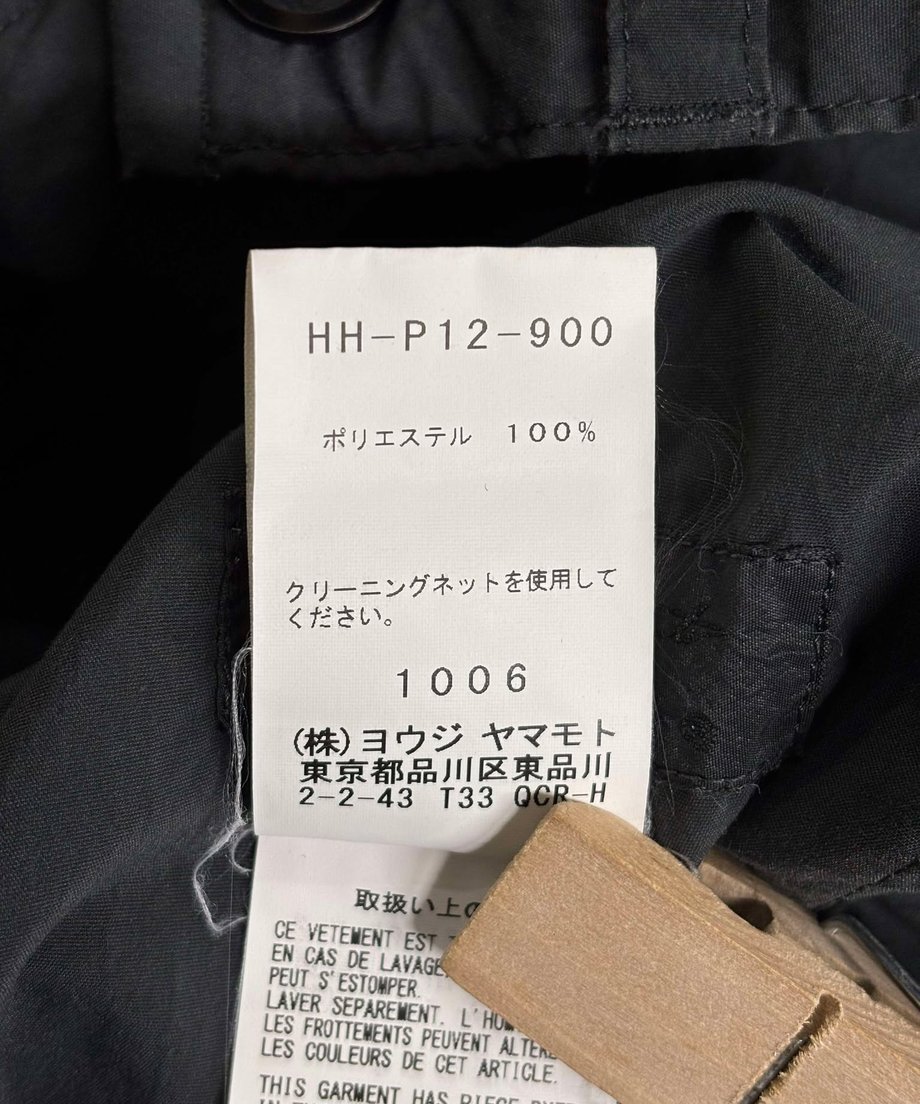 HH-P12-900
ポリエステル 100%
クリーニングネットを使用して
ください。
1006
(株)ヨウジ ヤマモト
東京都品川区東品川
2-2-43 T33 QCR-H
取扱い上の
CE VETEMENT EST
EN CAS DE LAVAGE,
PEUT S'ESTOMPER.
LAVER SEPAREMENT.
LES FROTTEMENTS PEUVENT
LES COULEURS DE CET ARTICLE.
THIS GARMENT HAS